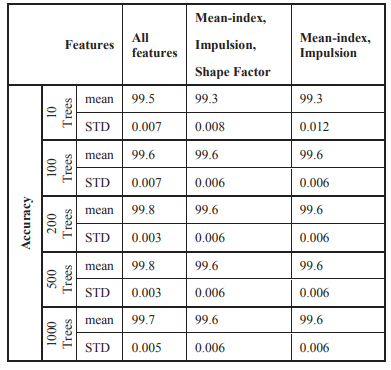 Features
All features
Mean-index, Impulsion, Shape Factor
Mean-index, Impulsion
Accuracy
10 Trees
mean 99.5 99.3 99.3
STD 0.007 0.008 0.012
100 Trees
mean 99.6 99.6 99.6
STD 0.007 0.006 0.006
200 Trees
mean 99.8 99.6 99.6
STD 0.003 0.006 0.006
500 Trees
mean 99.8 99.6 99.6
STD 0.003 0.006 0.006
1000 Trees
mean 99.7 99.6 99.6
STD 0.005 0.006 0.006